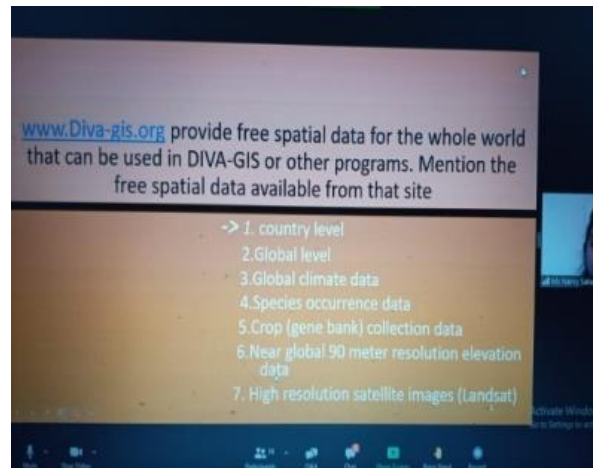 www.Diva-gis.org provide free spatial data for the whole world
that can be used in DIVA-GIS or other programs. Mention the
free spatial data available from that site
-> 1. country level
2.Global level
3.Global climate data
4.Species occurrence data
5.Crop (gene bank) collection data
6.Near global 90 meter resolution elevation
data
7. High resolution satellite images (Landsat)
Activate Windo